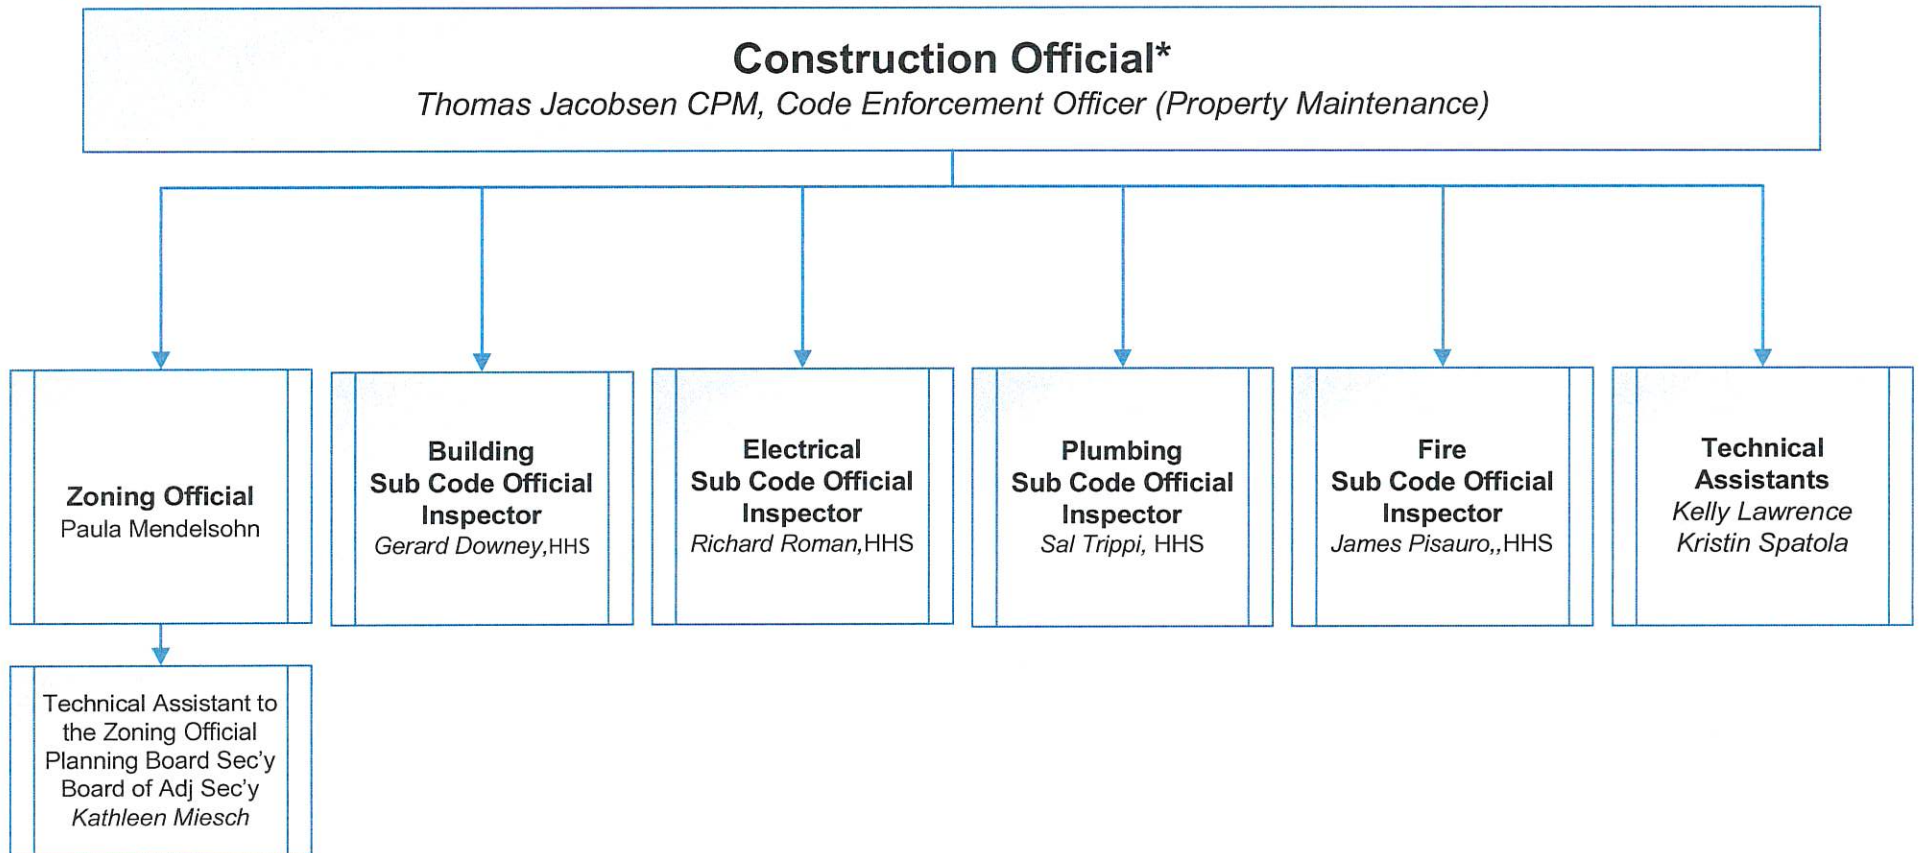 Construction Official*
Thomas Jacobsen CPM, Code Enforcement Officer (Property Maintenance)
Zoning Official
Paula Mendelsohn
Building
Sub Code Official
Inspector
Gerard Downey,HHS
Electrical
Sub Code Official
Inspector
Richard Roman,HHS
Plumbing
Sub Code Official
Inspector
Sal Trippi, HHS
Fire
Sub Code Official
Inspector
James Pisauro,,HHS
Technical
Assistants
Kelly Lawrence
Kristin Spatola
Technical Assistant to
the Zoning Official
Planning Board Sec'y
Board of Adj Sec'y
Kathleen Miesch